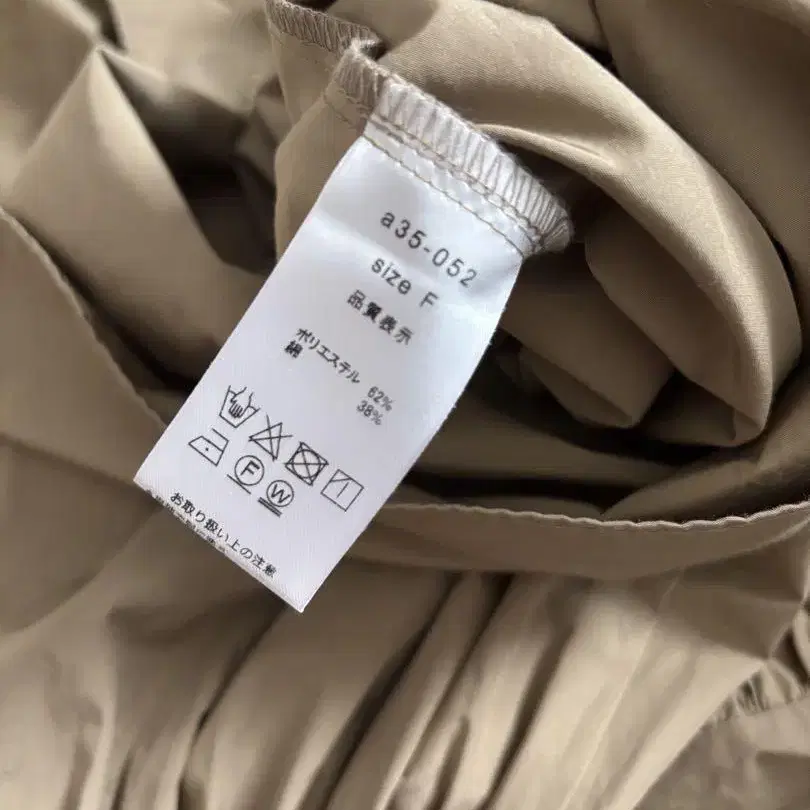 a35-052
size F
品質表示
ポリエステル 62%
綿 38%
F W
お取り扱い上の注意